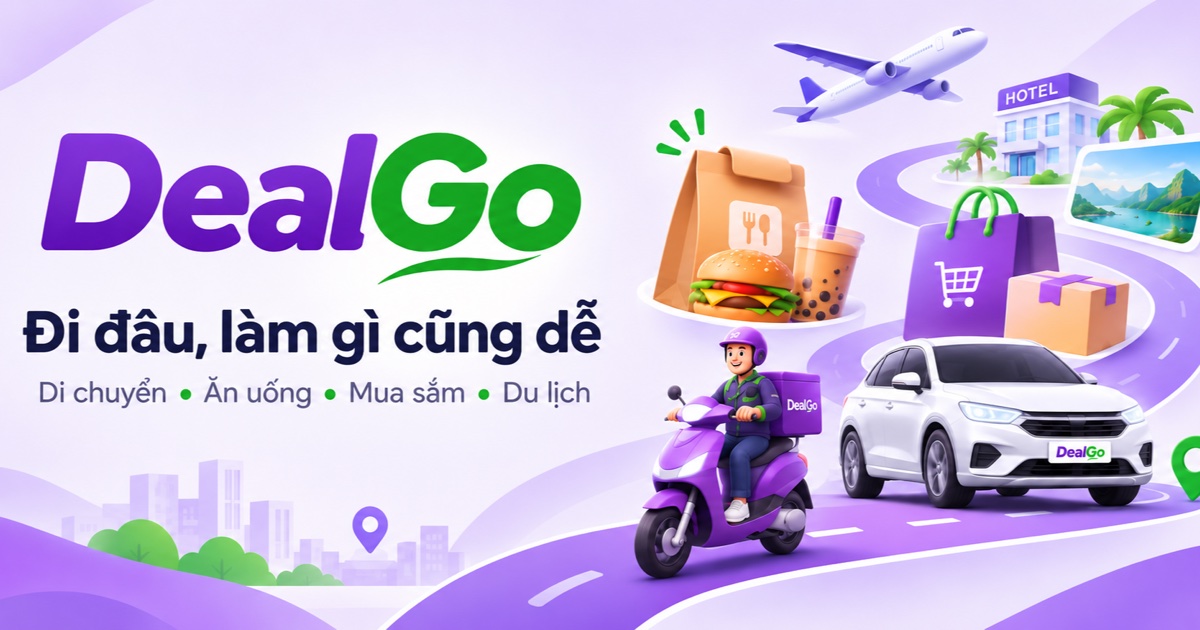 DealGo
Đi đâu, làm gì cũng dễ
Di chuyển • Ăn uống • Mua sắm • Du lịch
HOTEL
DealGo
DealGo